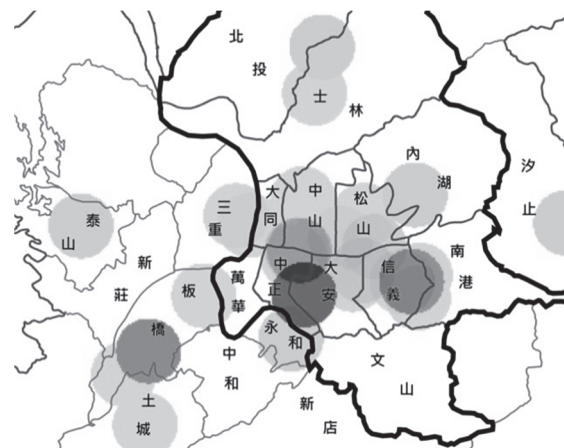 北投
士林
內湖
汐止
大同
中山
松山
三重
泰山
南港
新莊
中正
大安
信義
萬華
板橋
永和
中和
文山
土城
新店